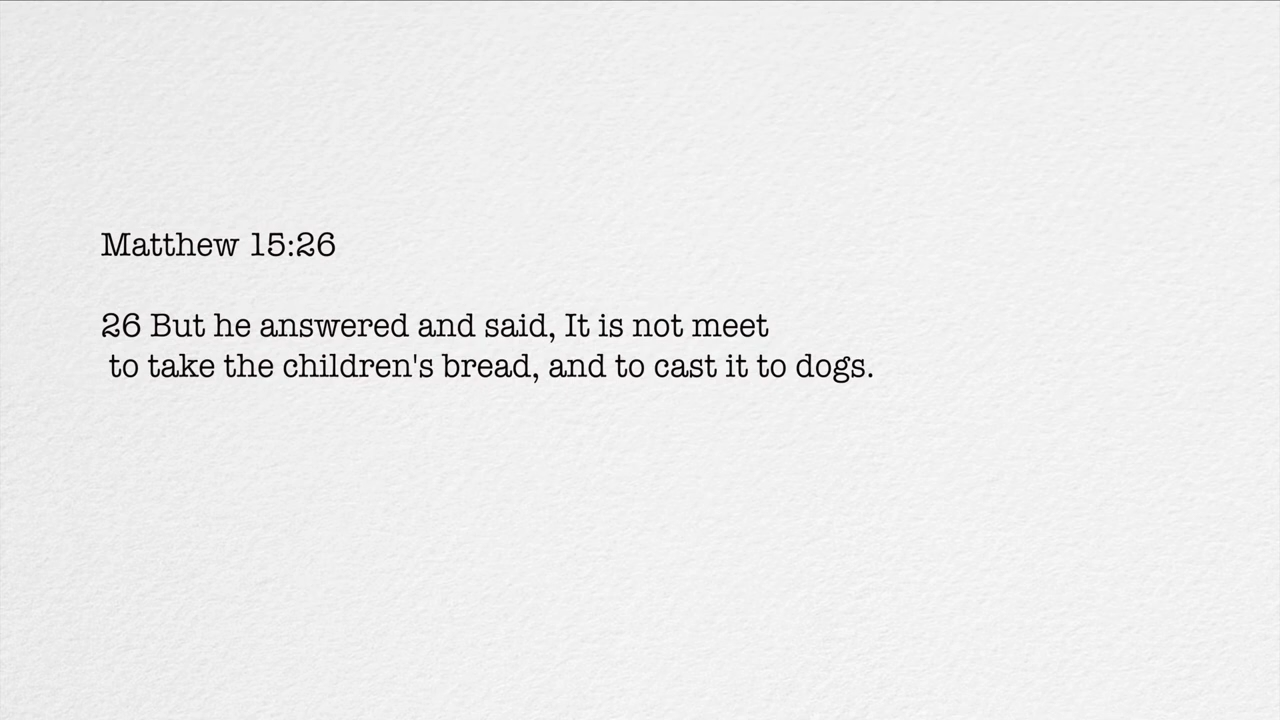 Matthew 15:26
26 But he answered and said, It is not meet
to take the children's bread, and to cast it to dogs.